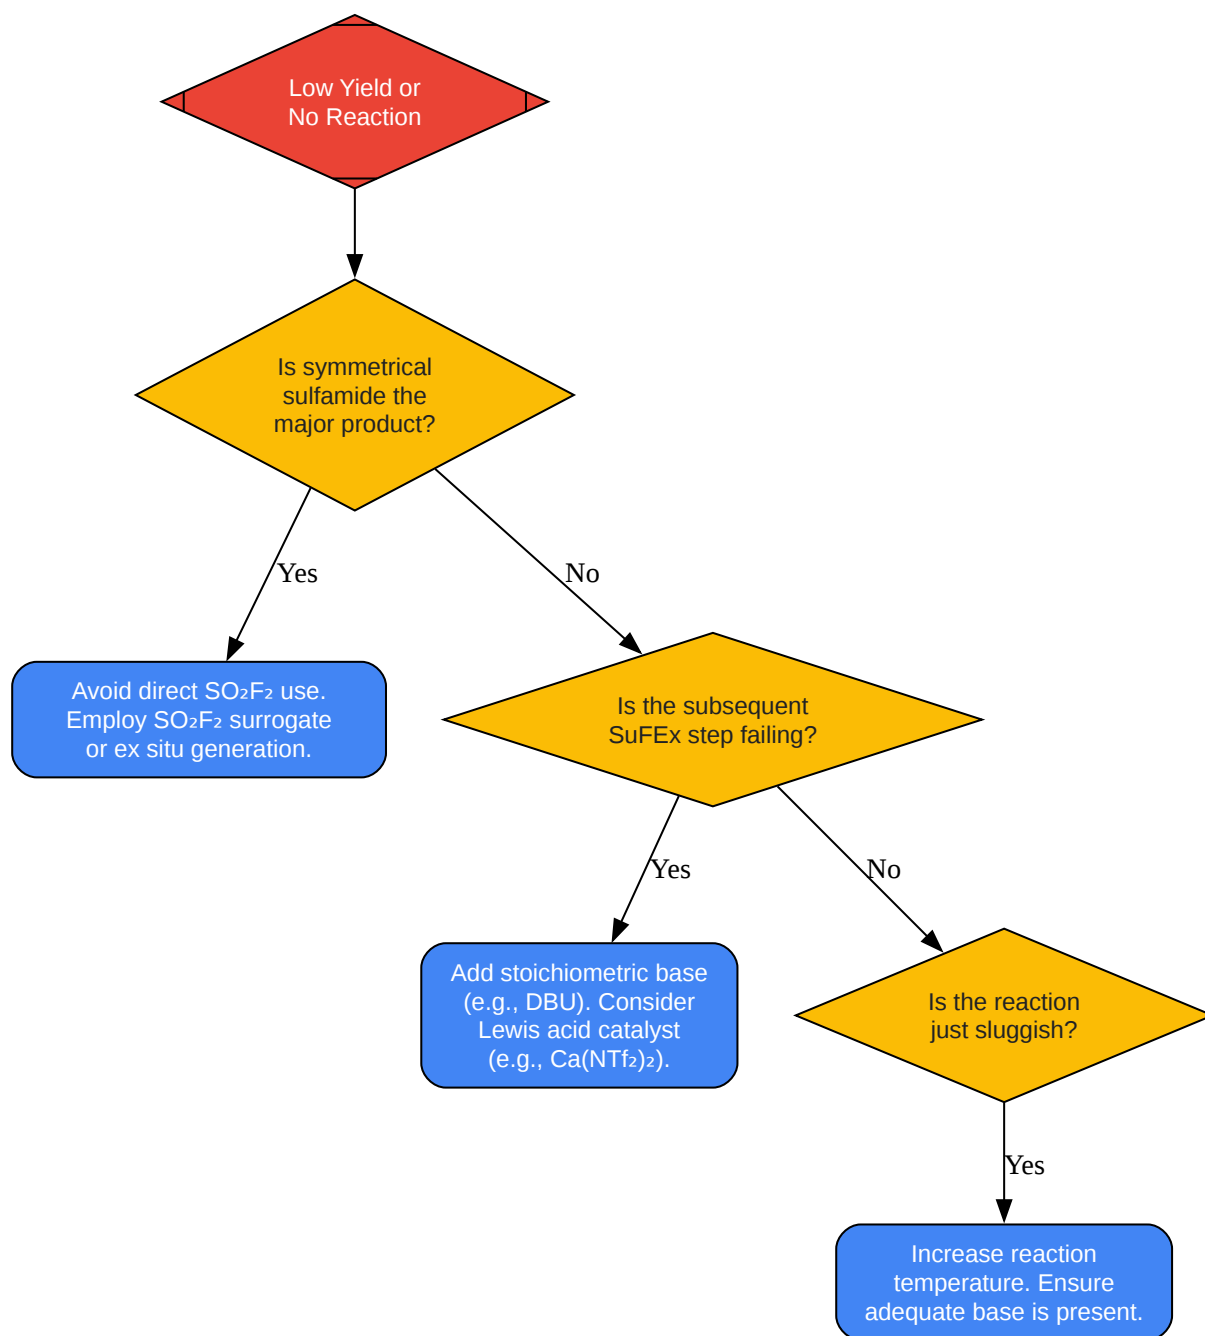 Low Yield or
No Reaction
Is symmetrical
sulfamide the
major product?
Yes
No
Avoid direct SO₂F₂ use.
Employ SO₂F₂ surrogate
or ex situ generation.
Is the subsequent
SuFEx step failing?
Yes
No
Add stoichiometric base
(e.g., DBU). Consider
Lewis acid catalyst
(e.g., Ca(NTf₂)₂).
Is the reaction
just sluggish?
Yes
Increase reaction
temperature. Ensure
adequate base is present.